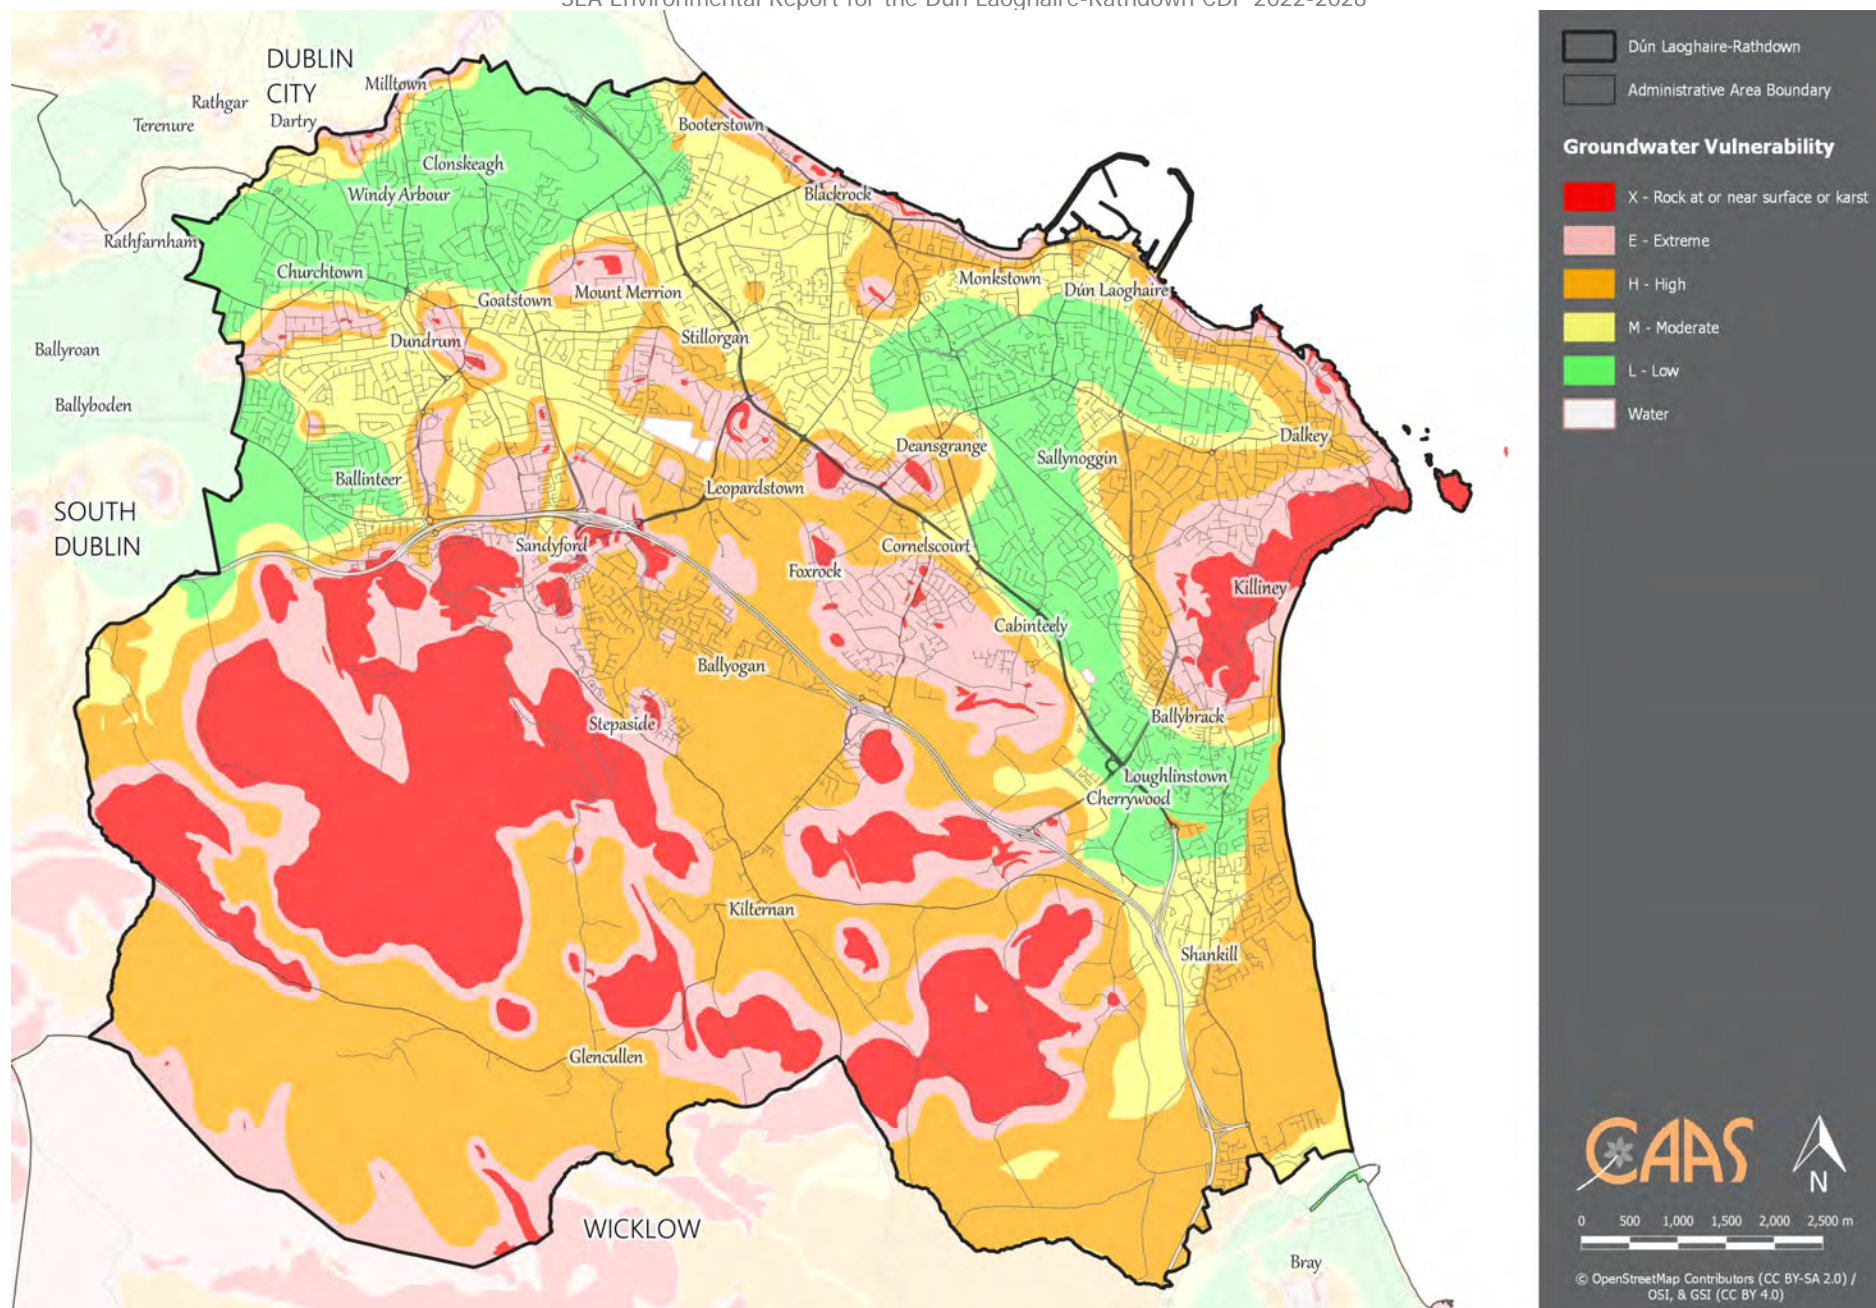 SEA Environmental Report for the Dún Laoghaire-Rathdown CDP 2022-2028
DUBLIN
CITY
Milltown
Rathgar
Terenure
Dartry
Booterstown
Clonskeagh
Windy Arbour
Blackrock
Rathfarnham
Churchtown
Goatstown
Mount Merrion
Monkstown
Dún Laoghaire
Dundrum
Stillorgan
Ballyroan
Ballyboden
Dalkey
Deansgrange
Sallynoggin
Ballinteer
Leopardstown
SOUTH
DUBLIN
Sandyford
Cornelscourt
Foxrock
Killiney
Cabinteely
Ballyogan
Stepaside
Ballybrack
Loughlinstown
Cherrywood
Kilternan
Shankill
Glencullen
WICKLOW
Bray
Dún Laoghaire-Rathdown
Administrative Area Boundary
Groundwater Vulnerability
X - Rock at or near surface or karst
E - Extreme
H - High
M - Moderate
L - Low
Water
CAAS
N
0 500 1,000 1,500 2,000 2,500 m
© OpenStreetMap Contributors (CC BY-SA 2.0) /
OSI, & GSI (CC BY 4.0)